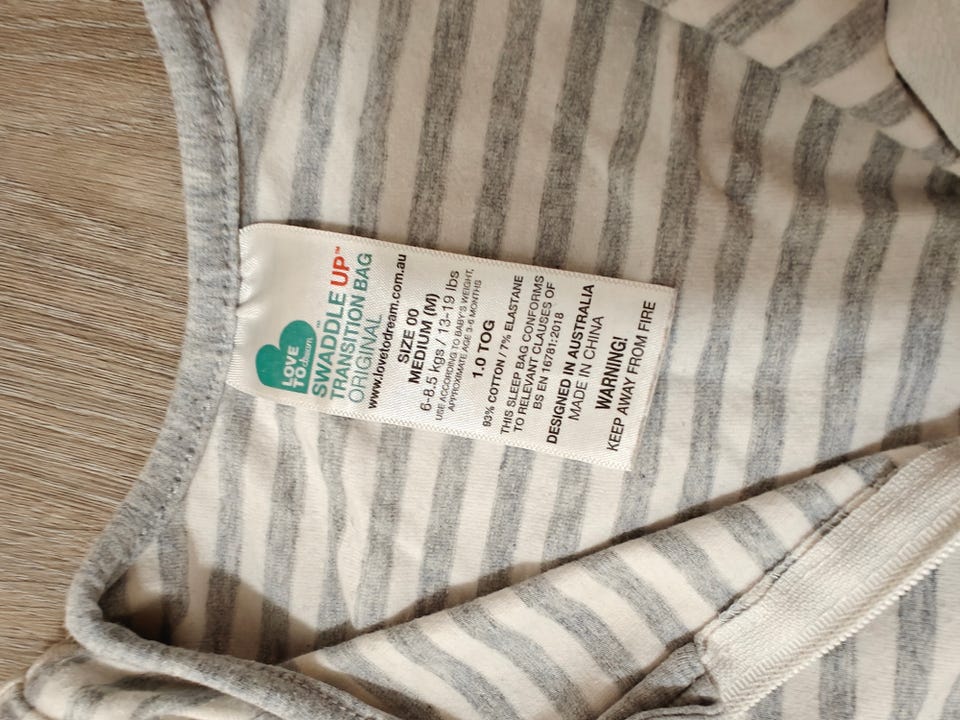 LOVE
TO dream™
SWADDLE UP™
TRANSITION BAG
ORIGINAL
www.lovetodream.com.au
SIZE 00
MEDIUM (M)
6-8.5 kgs / 13-19 lbs
USE ACCORDING TO BABY'S WEIGHT,
APPROXIMATE AGE 3-6 MONTHS
1.0 TOG
93% COTTON / 7% ELASTANE
THIS SLEEP BAG CONFORMS
TO RELEVANT CLAUSES OF
BS EN 16781:2018
DESIGNED IN AUSTRALIA
MADE IN CHINA
WARNING!
KEEP AWAY FROM FIRE